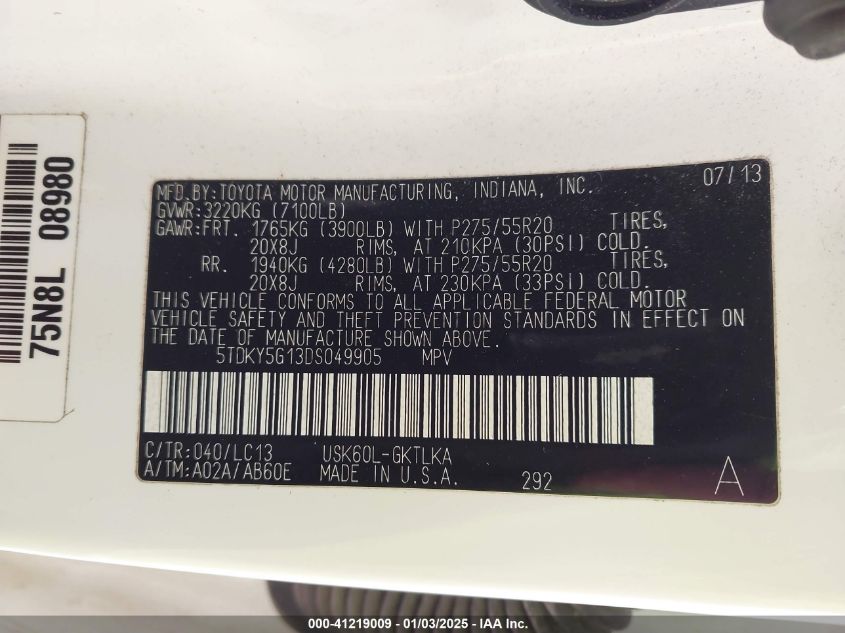 75N8L 08980
MFD.BY:TOYOTA MOTOR MANUFACTURING, INDIANA, INC. 07/13
GVWR:3220KG (7100LB)
GAWR:FRT. 1765KG (3900LB) WITH P275/55R20 TIRES,
20X8J RIMS, AT 210KPA (30PSI) COLD.
RR. 1940KG (4280LB) WITH P275/55R20 TIRES,
20X8J RIMS, AT 230KPA (33PSI) COLD.
THIS VEHICLE CONFORMS TO ALL APPLICABLE FEDERAL MOTOR
VEHICLE SAFETY AND THEFT PREVENTION STANDARDS IN EFFECT ON
THE DATE OF MANUFACTURE SHOWN ABOVE.
5TDKY5G13DS049905 MPV
C/TR:040/LC13 USK60L-GKTLKA
A/TM:A02A/AB60E MADE IN U.S.A. 292 A
000-41219009 - 01/03/2025 - IAA Inc.